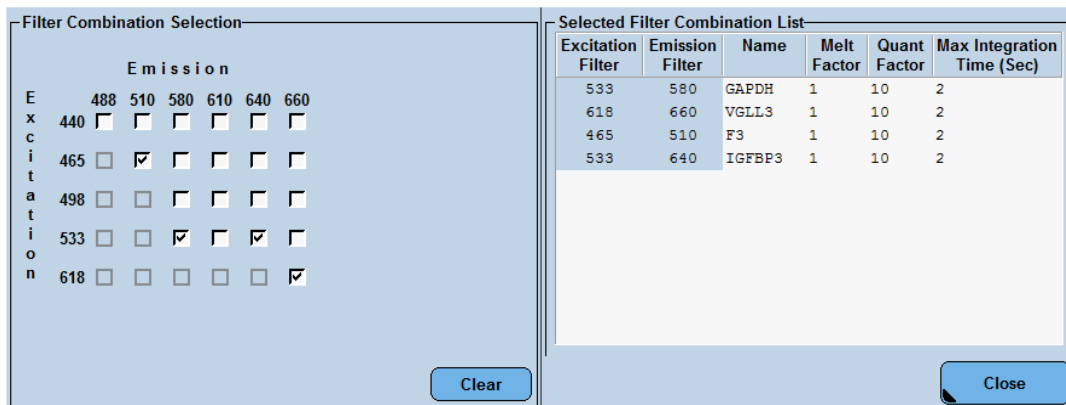 Filter Combination Selection
Emission
Excitation
488 510 580 610 640 660
440
465
498
533
618
Clear
Selected Filter Combination List
Excitation Filter Emission Filter Name Melt Factor Quant Factor Max Integration Time (Sec)
533 580 GAPDH 1 10 2
618 660 VGLL3 1 10 2
465 510 F3 1 10 2
533 640 IGFBP3 1 10 2
Close